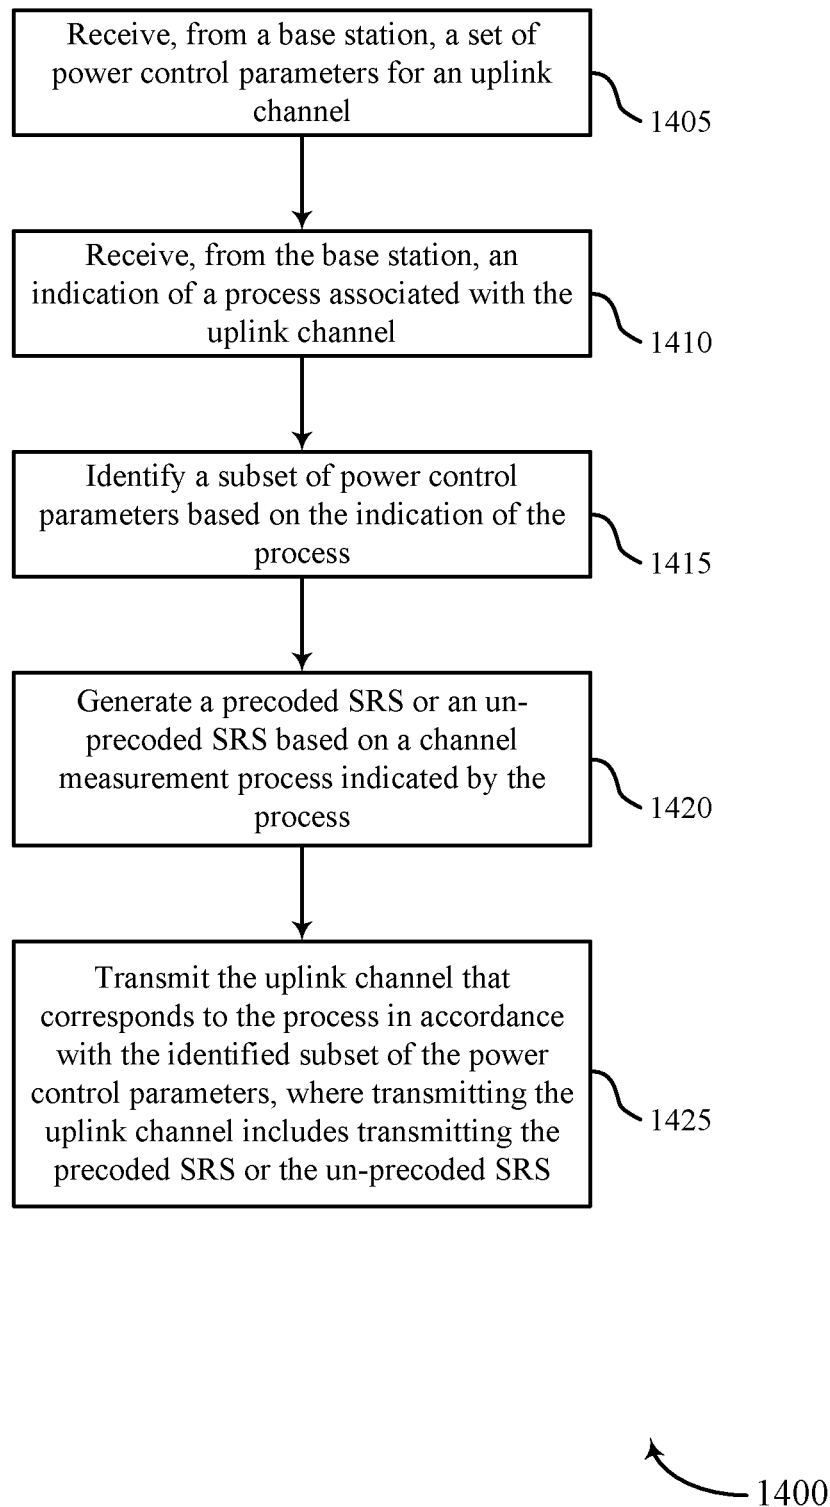 Receive, from a base station, a set of
power control parameters for an uplink
channel
1405
Receive, from the base station, an
indication of a process associated with the
uplink channel
1410
Identify a subset of power control
parameters based on the indication of the
process
1415
Generate a precoded SRS or an un-
precoded SRS based on a channel
measurement process indicated by the
process
1420
Transmit the uplink channel that
corresponds to the process in accordance
with the identified subset of the power
control parameters, where transmitting the
uplink channel includes transmitting the
precoded SRS or the un-precoded SRS
1425
1400